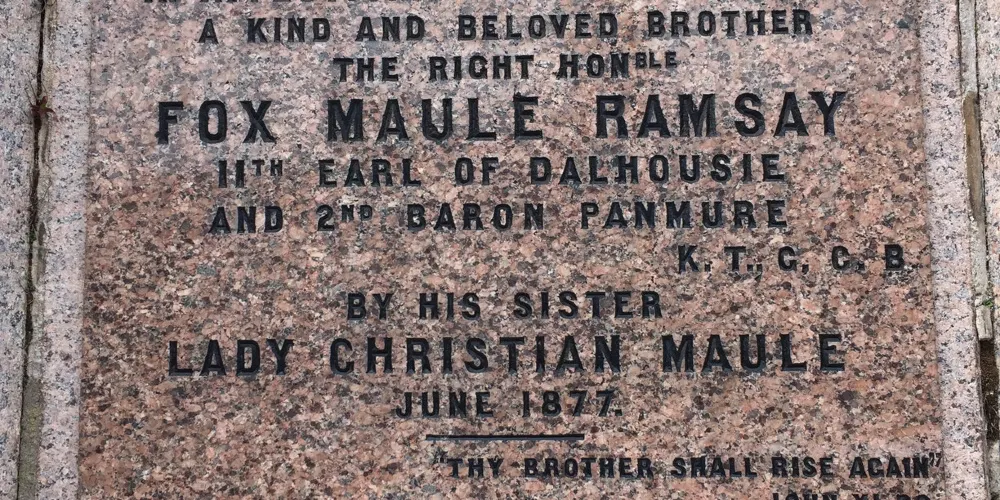 A KIND AND BELOVED BROTHER
THE RIGHT HONBLE
FOX MAULE RAMSAY
11TH EARL OF DALHOUSIE
AND 2ND BARON PANMURE
K. T., G. C. B.
BY HIS SISTER
LADY CHRISTIAN MAULE
JUNE 1877.
"THY BROTHER SHALL RISE AGAIN"